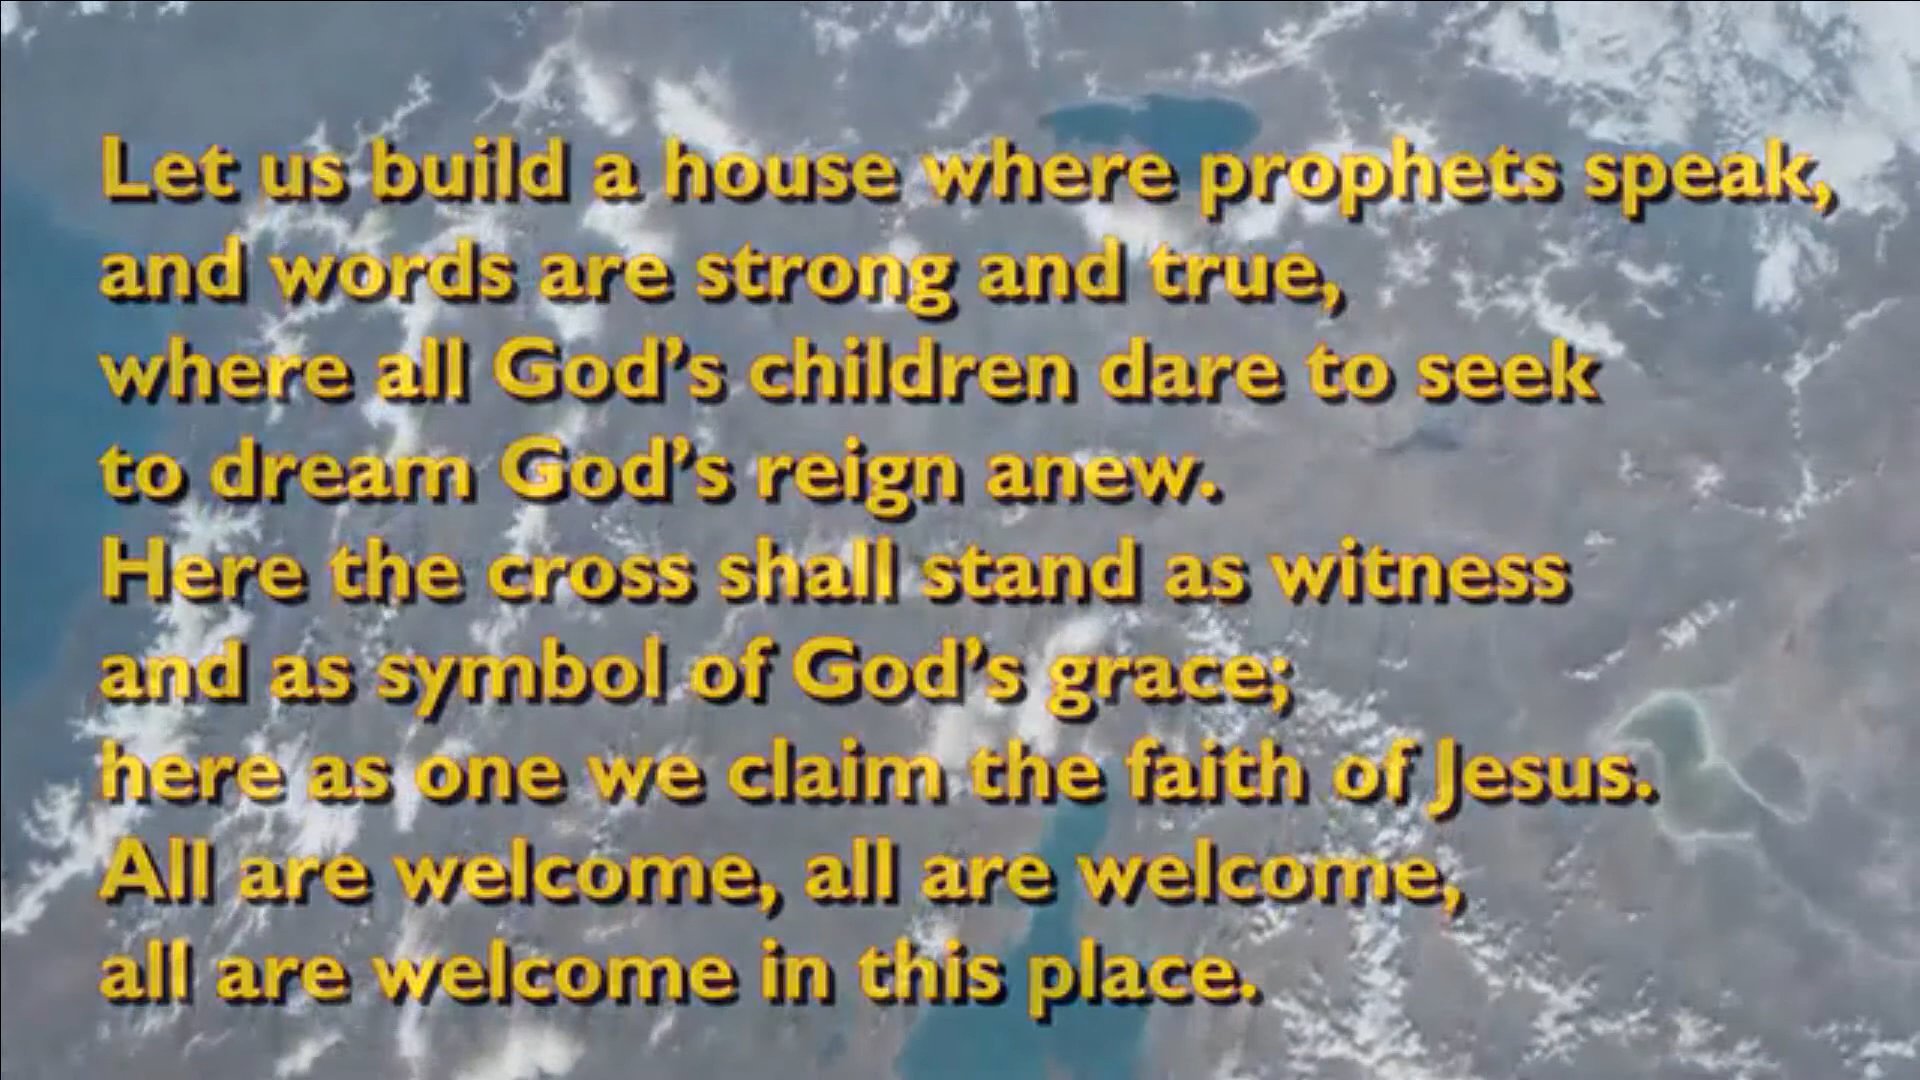 Let us build a house where prophets speak,
and words are strong and true,
where all God’s children dare to seek
to dream God’s reign anew.
Here the cross shall stand as witness
and as symbol of God’s grace;
here as one we claim the faith of Jesus.
All are welcome, all are welcome,
all are welcome in this place.